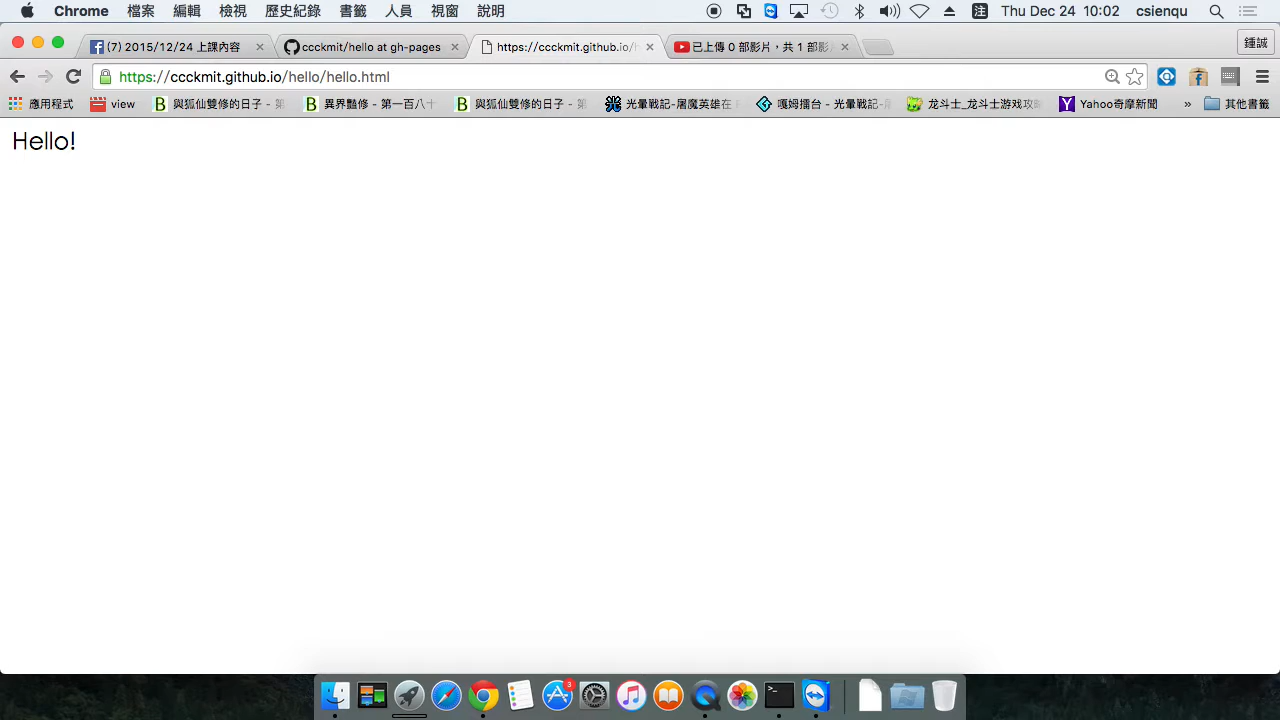 Chrome 檔案 編輯 檢視 歷史紀錄 書籤 人員 視窗 說明 注 Thu Dec 24 10:02 csienqu
(7) 2015/12/24 上課內容 ccckmit/hello at gh-pages https://ccckmit.github.io/h 已上傳 0 部影片，共 1 部影 鍾誠
https://ccckmit.github.io/hello/hello.html
應用程式 view B 與狐仙雙修的日子 - 第 B 異界豔修 - 第一百八十 B 與狐仙雙修的日子 - 第 光暈戰記-屠魔英雄在 嘎姆擂台 - 光暈戰記- 龙斗士_龙斗士游戏攻 Yahoo奇摩新聞 » 其他書籤
Hello!
3